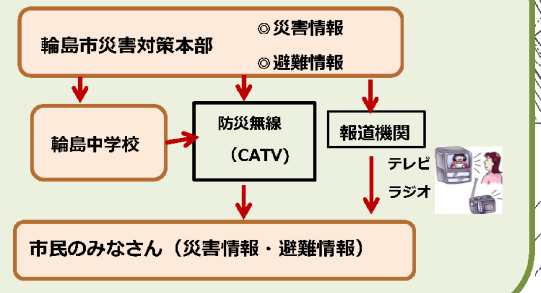 輪島市災害対策本部
◎災害情報
◎避難情報
輪島中学校
防災無線
（CATV)
報道機関
テレビ
ラジオ
市民のみなさん（災害情報・避難情報）